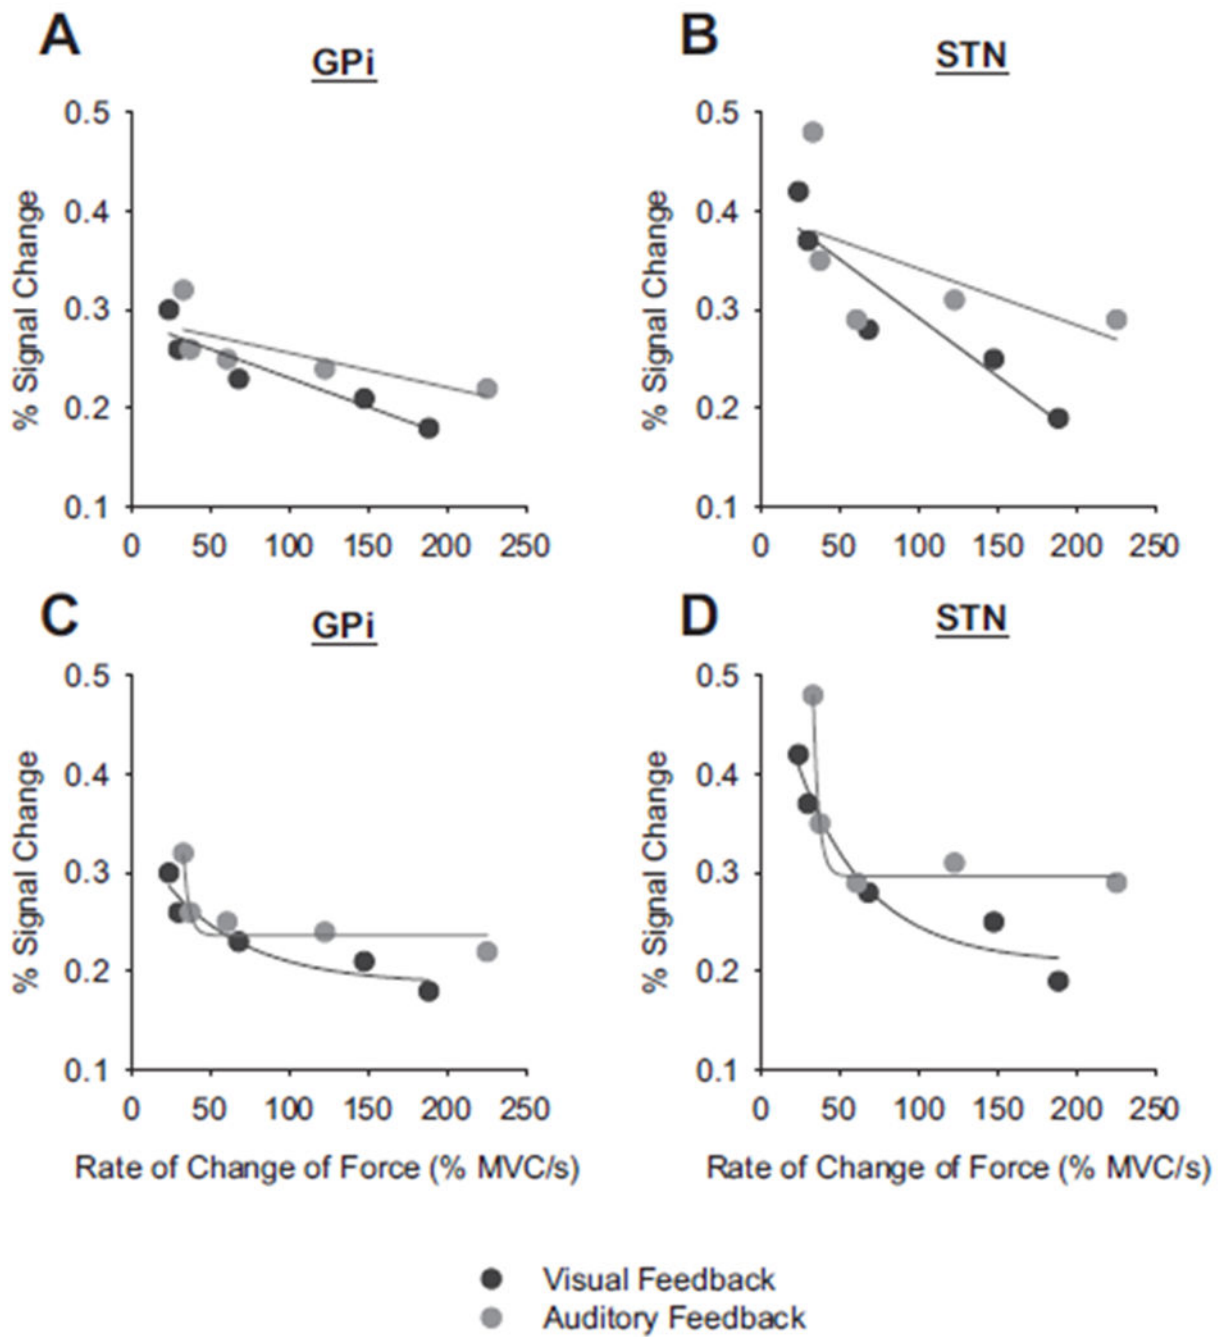 A
GPi
% Signal Change
0.5
0.4
0.3
0.2
0.1
0 50 100 150 200 250
B
STN
% Signal Change
0.5
0.4
0.3
0.2
0.1
0 50 100 150 200 250
C
GPi
% Signal Change
0.5
0.4
0.3
0.2
0.1
0 50 100 150 200 250
Rate of Change of Force (% MVC/s)
D
STN
% Signal Change
0.5
0.4
0.3
0.2
0.1
0 50 100 150 200 250
Rate of Change of Force (% MVC/s)
Visual Feedback
Auditory Feedback